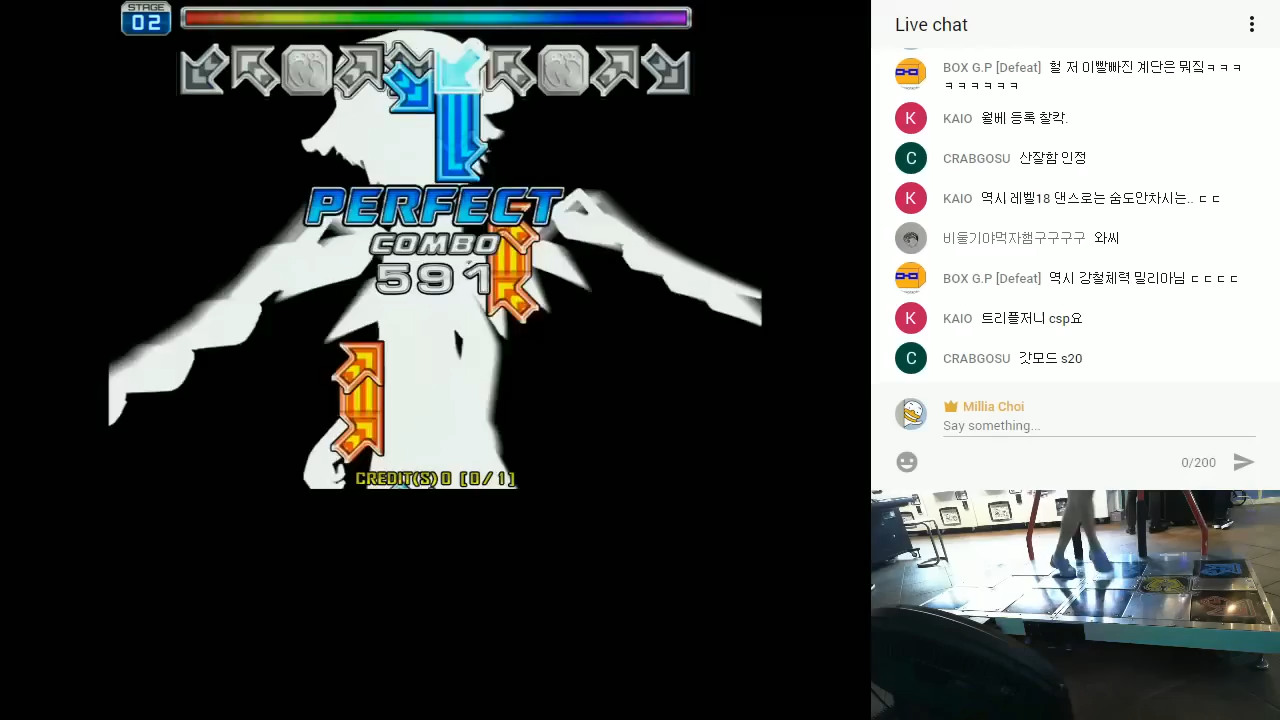 STAGE
02
PERFECT
COMBO
591
CREDIT(S) 0 [ 0 / 1 ]
Live chat
BOX G.P [Defeat] 헐 저 이빨빠진 계단은 뭐짘ㅋㅋㅋ
ㅋㅋㅋㅋㅋㅋ
K KAIO 월베 등록 찰칵.
C CRABGOSU 산잘함 인정
K KAIO 역시 레벨18 댄스로는 숨도안차시는.. ㄷㄷ
비둘기야먹자햄구구구구 와씨
BOX G.P [Defeat] 역시 강철체력 밀리아님 ㄷㄷㄷㄷ
K KAIO 트리플저니 csp요
C CRABGOSU 갓모드 s20
Millia Choi
Say something...
0/200